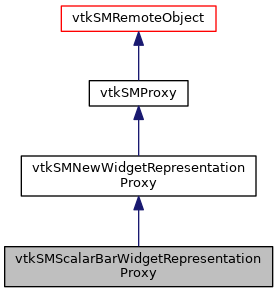 vtkSMRemoteObject
vtkSMProxy
vtkSMNewWidgetRepresentation
Proxy
vtkSMScalarBarWidgetRepresentation
Proxy